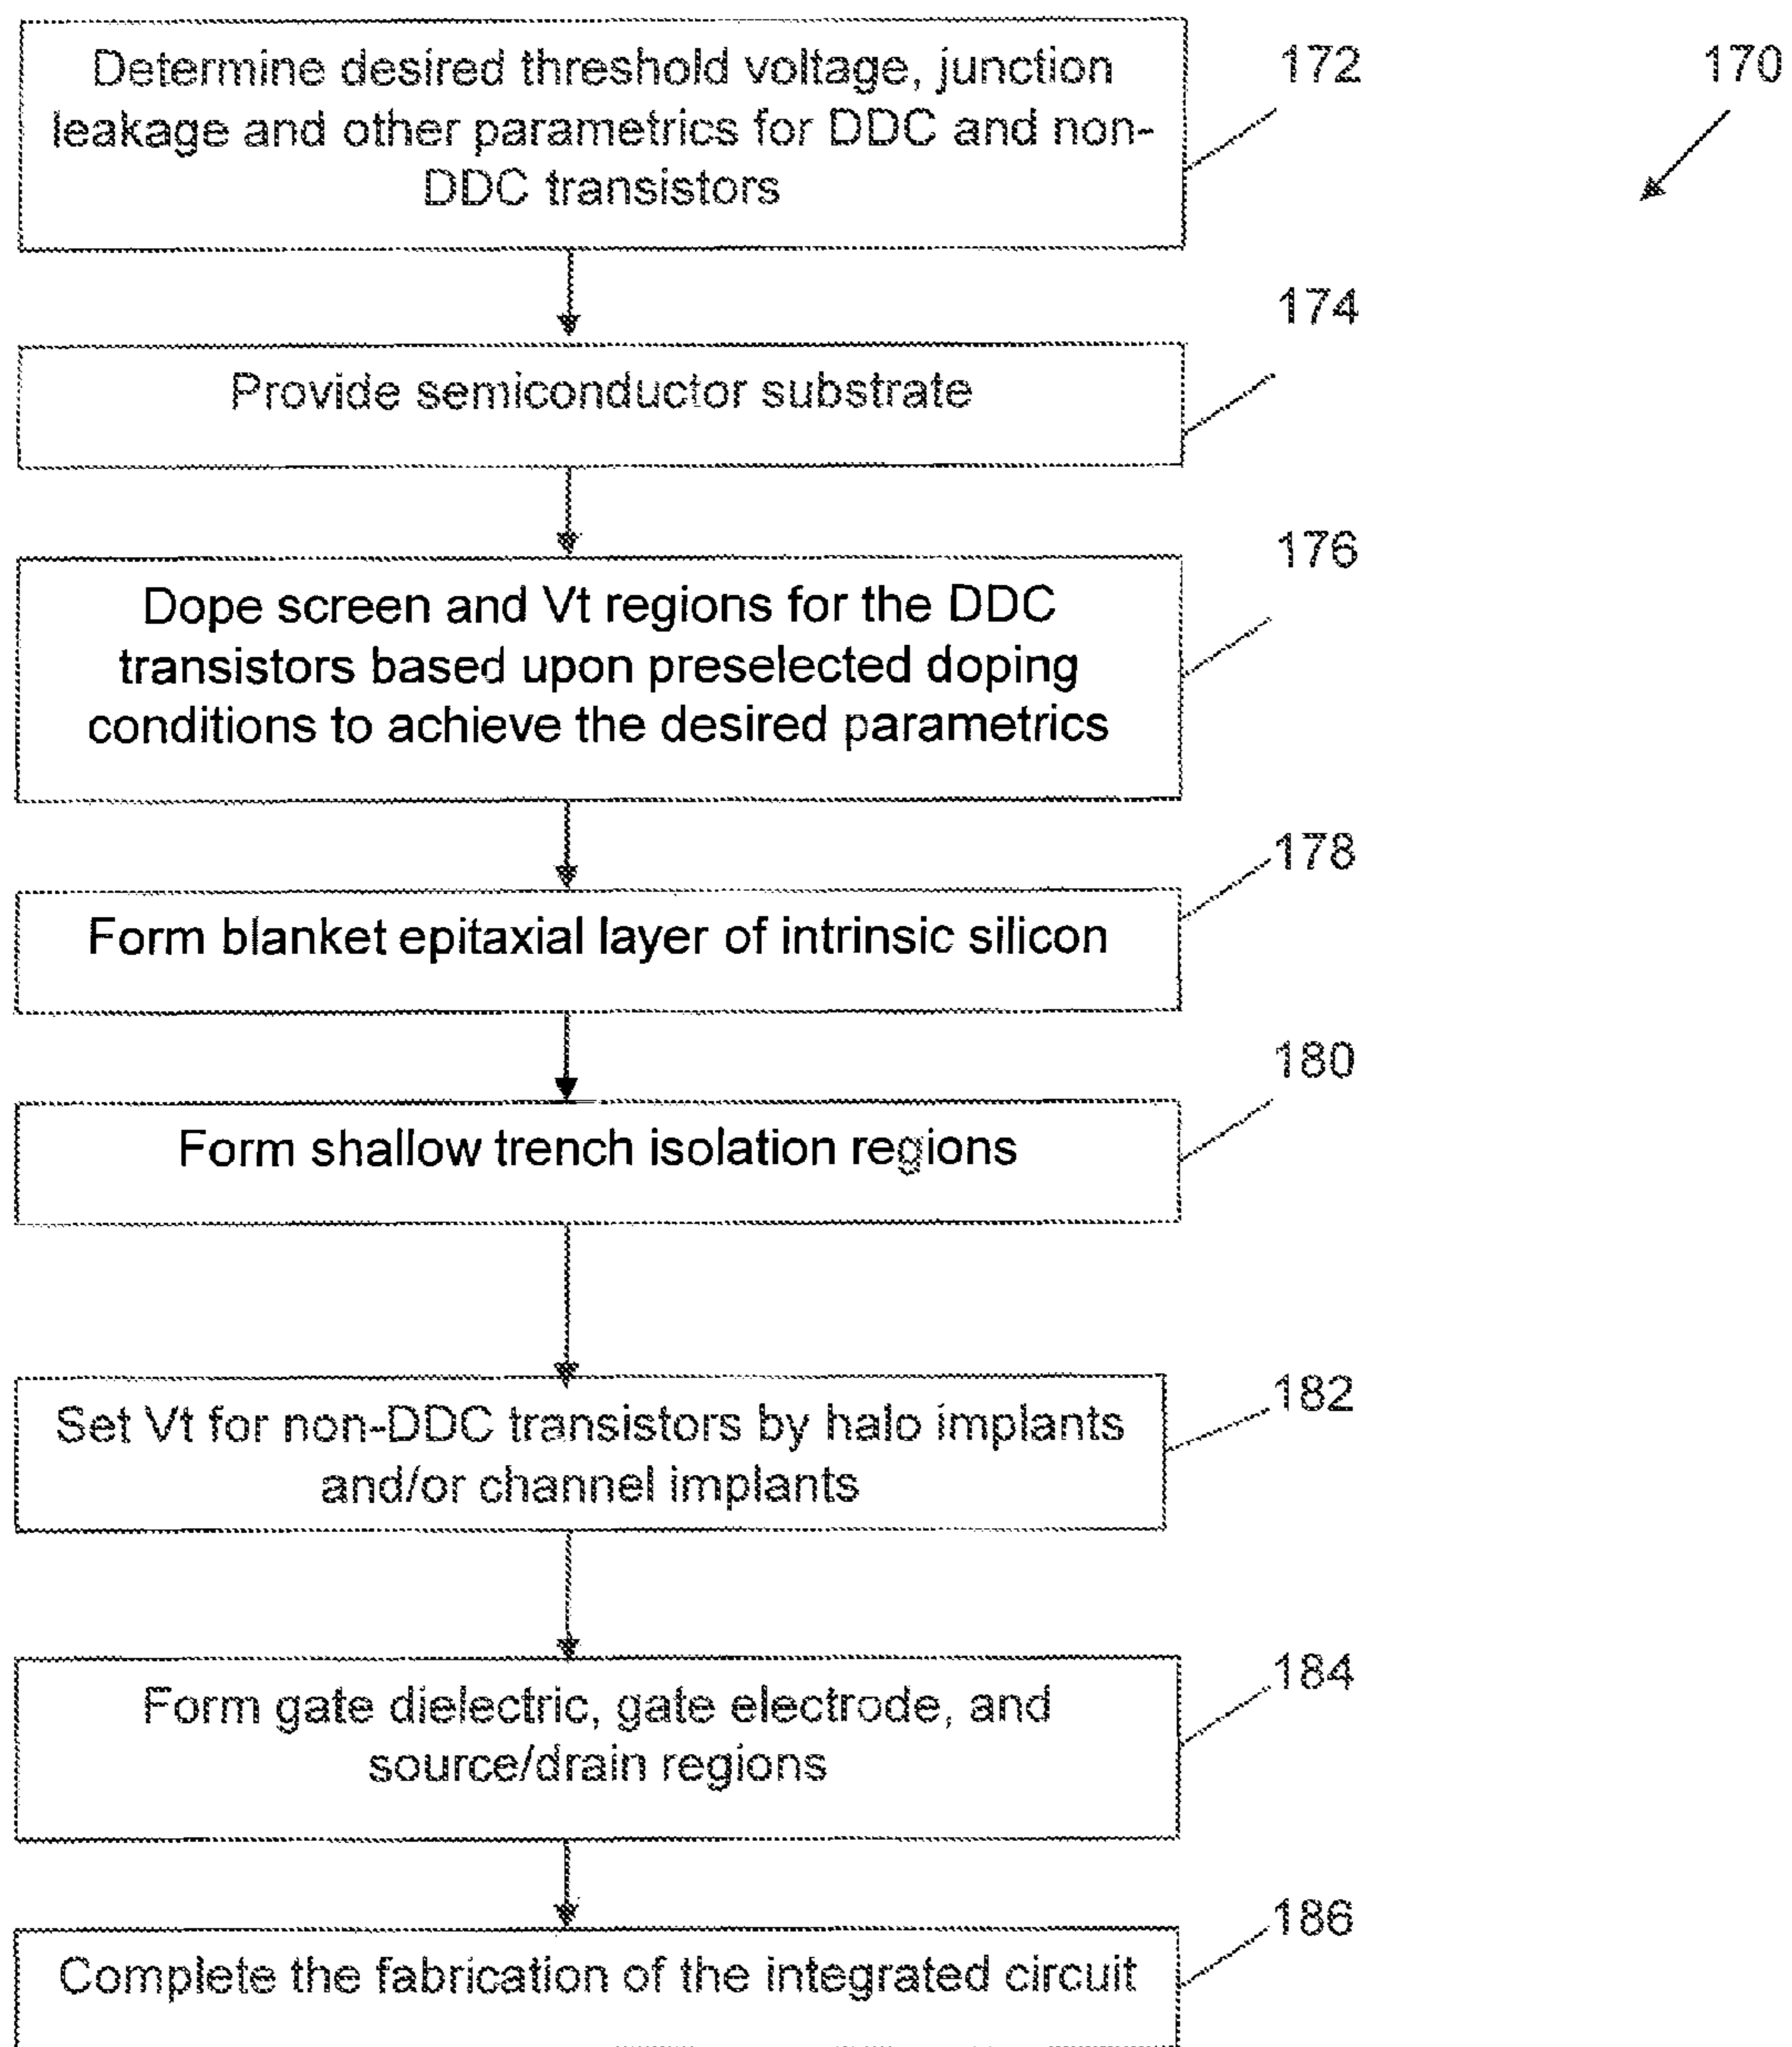 Determine desired threshold voltage, junction
leakage and other parametrics for DDC and non-
DDC transistors
172
170
Provide semiconductor substrate
174
Dope screen and Vt regions for the DDC
transistors based upon preselected doping
conditions to achieve the desired parametrics
176
Form blanket epitaxial layer of intrinsic silicon
178
Form shallow trench isolation regions
180
Set Vt for non-DDC transistors by halo implants
and/or channel implants
182
Form gate dielectric, gate electrode, and
source/drain regions
184
Complete the fabrication of the integrated circuit
186